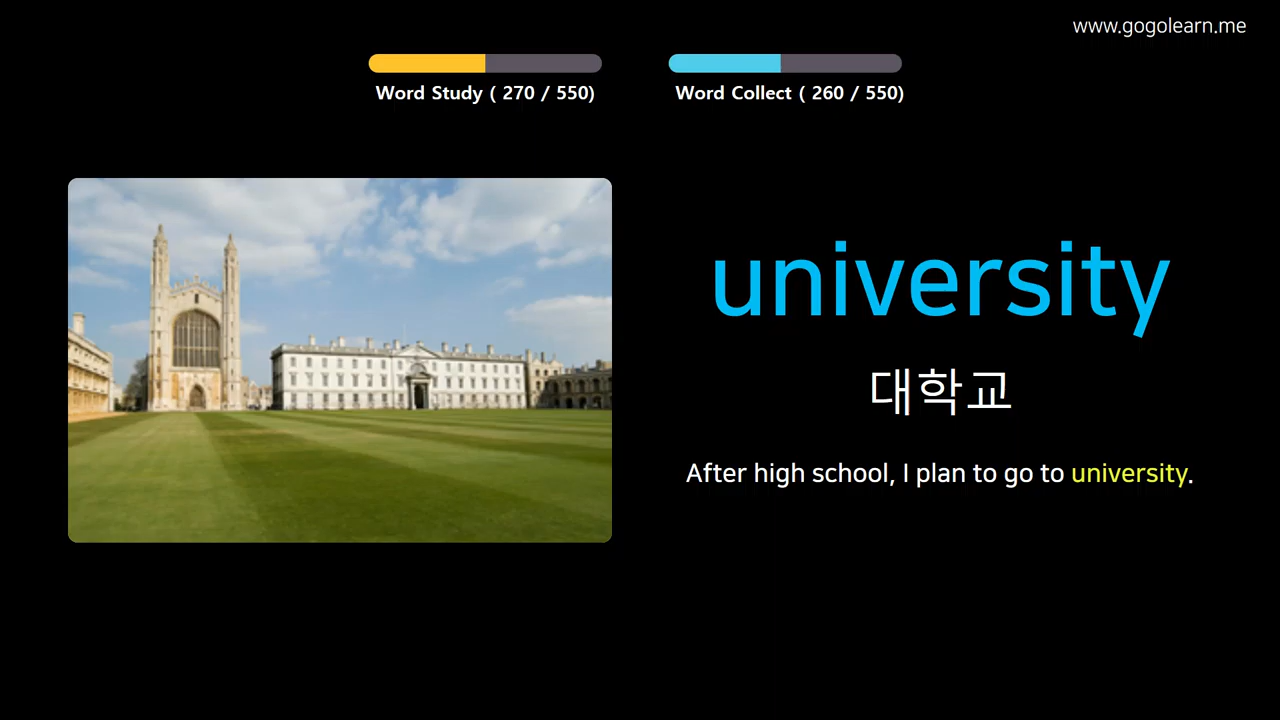 www.gogolearn.me
Word Study ( 270 / 550)
Word Collect ( 260 / 550)
university
대학교
After high school, I plan to go to university.